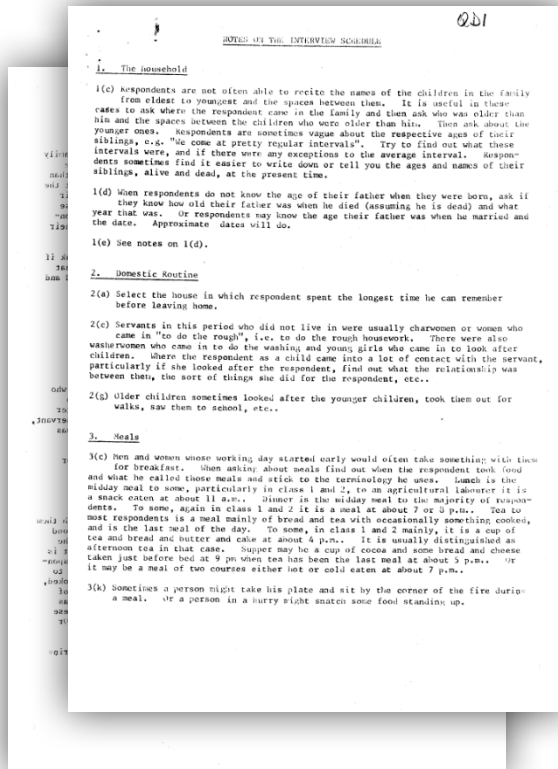 QD1
NOTES ON THE INTERVIEW SCHEDULE
1. The Household
1(c) Respondents are not often able to recite the names of the children in the family
from eldest to youngest and the spaces between them. It is useful in these
cases to ask where the respondent came in the family and then ask who was older than
him and the spaces between the children who were older than him. Then ask about the
younger ones. Respondents are sometimes vague about the respective ages of their
siblings, e.g. "We come at pretty regular intervals". Try to find out what these
intervals were, and if there were any exceptions to the average interval. Respon-
dents sometimes find it easier to write down or tell you the ages and names of their
siblings, alive and dead, at the present time.
1(d) When respondents do not know the age of their father when they were born, ask if
they know how old their father was when he died (assuming he is dead) and what
year that was. Or respondents may know the age their father was when he married and
the date. Approximate dates will do.
1(e) See notes on 1(d).
2. Domestic Routine
2(a) Select the house in which respondent spent the longest time he can remember
before leaving home.
2(c) Servants in this period who did not live in were usually charwomen or women who
came in "to do the rough", i.e. to do the rough housework. There were also
washerwomen who came in to do the washing and young girls who came in to look after
children. Where the respondent as a child came into a lot of contact with the servant,
particularly if she looked after the respondent, find out what the relationship was
between them, the sort of things she did for the respondent, etc..
2(g) Older children sometimes looked after the younger children, took them out for
walks, saw them to school, etc..
3. Meals
3(c) Men and women whose working day started early would often take something with them
for breakfast. When asking about meals find out when the respondent took food
and what he called those meals and stick to the terminology he uses. Lunch is the
midday meal to some, particularly in class 1 and 2, to an agricultural labourer it is
a snack eaten at about 11 a.m.. Dinner is the midday meal to the majority of respon-
dents. To some, again in class 1 and 2 it is a meal at about 7 or 8 p.m.. Tea to
most respondents is a meal mainly of bread and tea with occasionally something cooked,
and is the last meal of the day. To some, in class 1 and 2 mainly, it is a cup of
tea and bread and butter and cake at about 4 p.m.. It is usually distinguished as
afternoon tea in that case. Supper may be a cup of cocoa and some bread and cheese
taken just before bed at 9 pm when tea has been the last meal at about 5 p.m.. Or
it may be a meal of two courses either hot or cold eaten at about 7 p.m..
3(k) Sometimes a person might take his plate and sit by the corner of the fire during
a meal. Or a person in a hurry might snatch some food standing up.